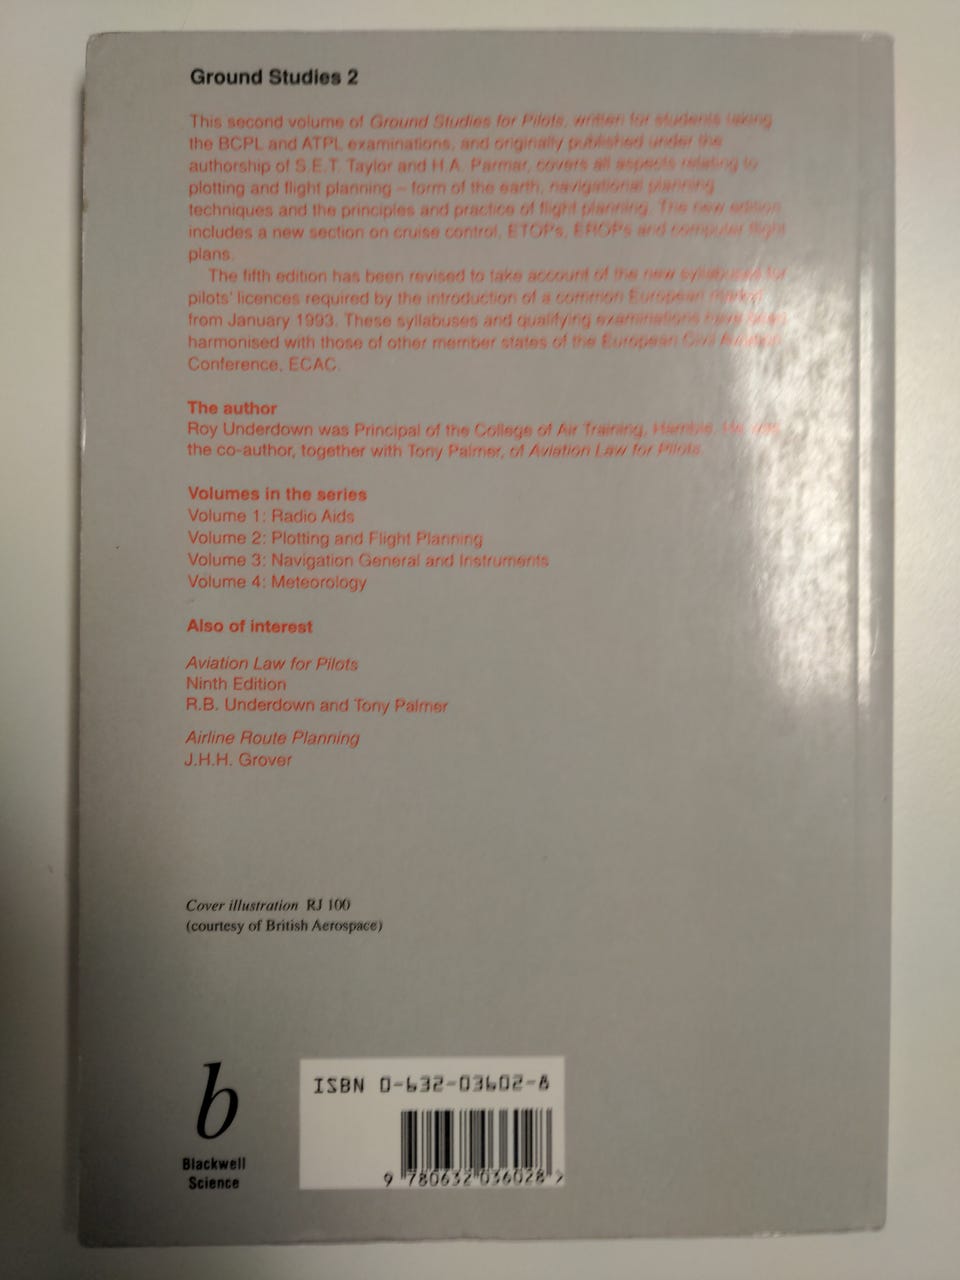 Ground Studies 2
This second volume of Ground Studies for Pilots, written for students taking
the BCPL and ATPL examinations, and originally published under the
authorship of S.E.T. Taylor and H.A. Parmar, covers all aspects relating to
plotting and flight planning – form of the earth, navigational planning
techniques and the principles and practice of flight planning. The new edition
includes a new section on cruise control, ETOPs, EROPs and computer flight
plans.
The fifth edition has been revised to take account of the new syllabuses for
pilots' licences required by the introduction of a common European market
from January 1993. These syllabuses and qualifying examinations have been
harmonised with those of other member states of the European Civil Aviation
Conference, ECAC.
The author
Roy Underdown was Principal of the College of Air Training, Hamble. He was
the co-author, together with Tony Palmer, of Aviation Law for Pilots.
Volumes in the series
Volume 1: Radio Aids
Volume 2: Plotting and Flight Planning
Volume 3: Navigation General and Instruments
Volume 4: Meteorology
Also of interest
Aviation Law for Pilots
Ninth Edition
R.B. Underdown and Tony Palmer
Airline Route Planning
J.H.H. Grover
Cover illustration RJ 100
(courtesy of British Aerospace)
b
Blackwell
Science
ISBN 0-632-03602-8
9 780632 036028 >